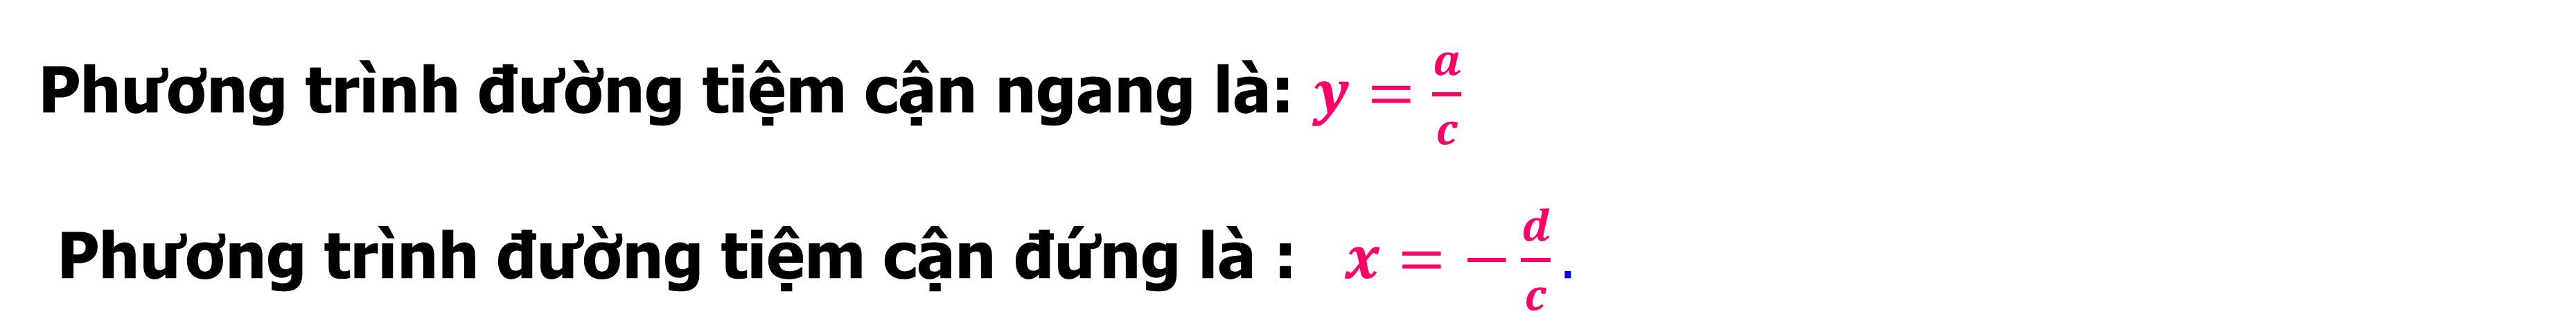 Phương trình đường tiệm cận ngang là: y = a/c
Phương trình đường tiệm cận đứng là : x = −d/c.